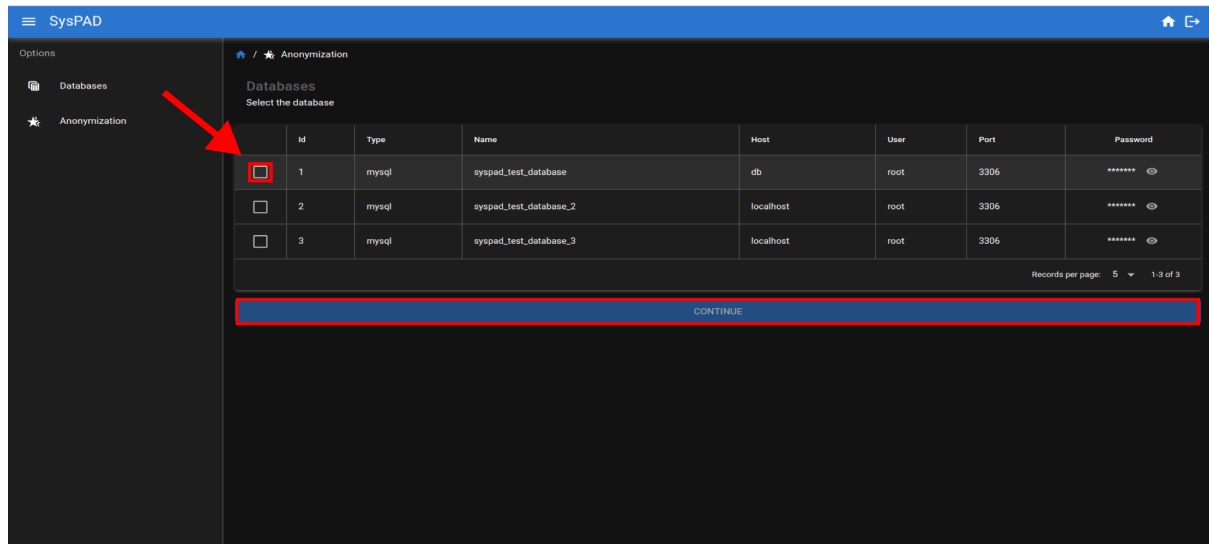 SysPAD
Options
Databases
Anonymization
/ Anonymization
Databases
Select the database
Id Type Name Host User Port Password
1 mysql syspad_test_database db root 3306 *******
2 mysql syspad_test_database_2 localhost root 3306 *******
3 mysql syspad_test_database_3 localhost root 3306 *******
Records per page: 5 1-3 of 3
CONTINUE